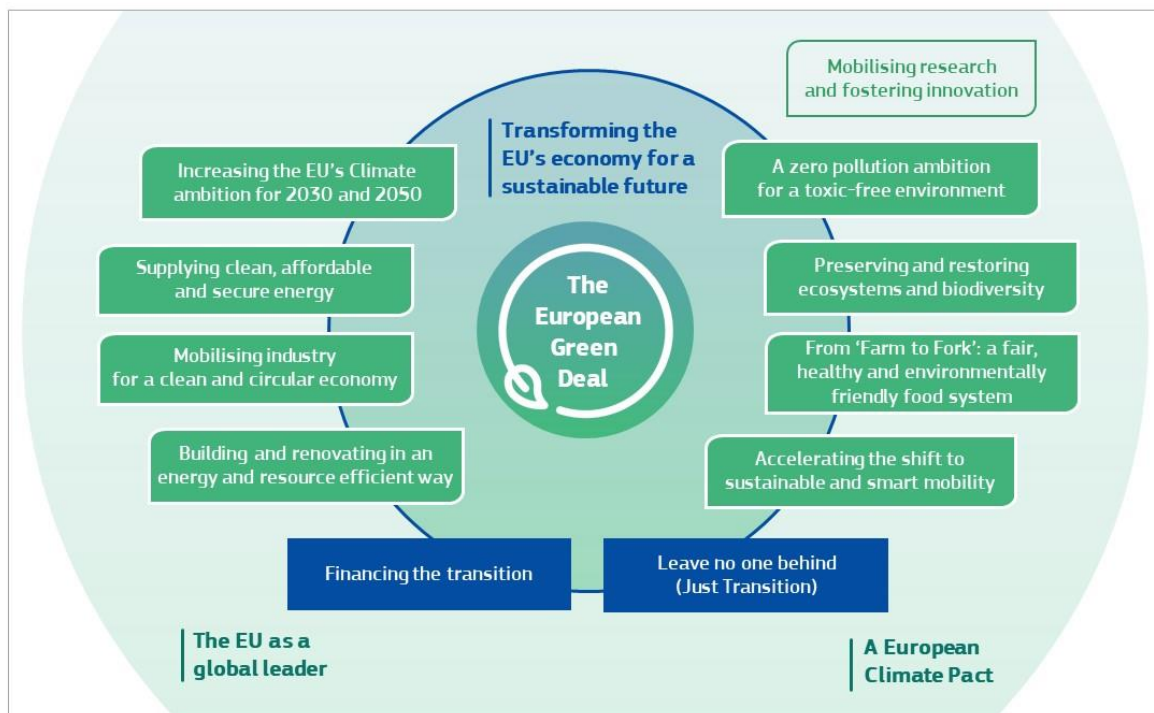 Mobilising research
and fostering innovation
Transforming the
EU's economy for a
sustainable future
Increasing the EU's Climate
ambition for 2030 and 2050
A zero pollution ambition
for a toxic-free environment
Supplying clean, affordable
and secure energy
Preserving and restoring
ecosystems and biodiversity
The
European
Green
Deal
Mobilising industry
for a clean and circular economy
From ‘Farm to Fork’: a fair,
healthy and environmentally
friendly food system
Building and renovating in an
energy and resource efficient way
Accelerating the shift to
sustainable and smart mobility
Financing the transition
Leave no one behind
(Just Transition)
The EU as a
global leader
A European
Climate Pact